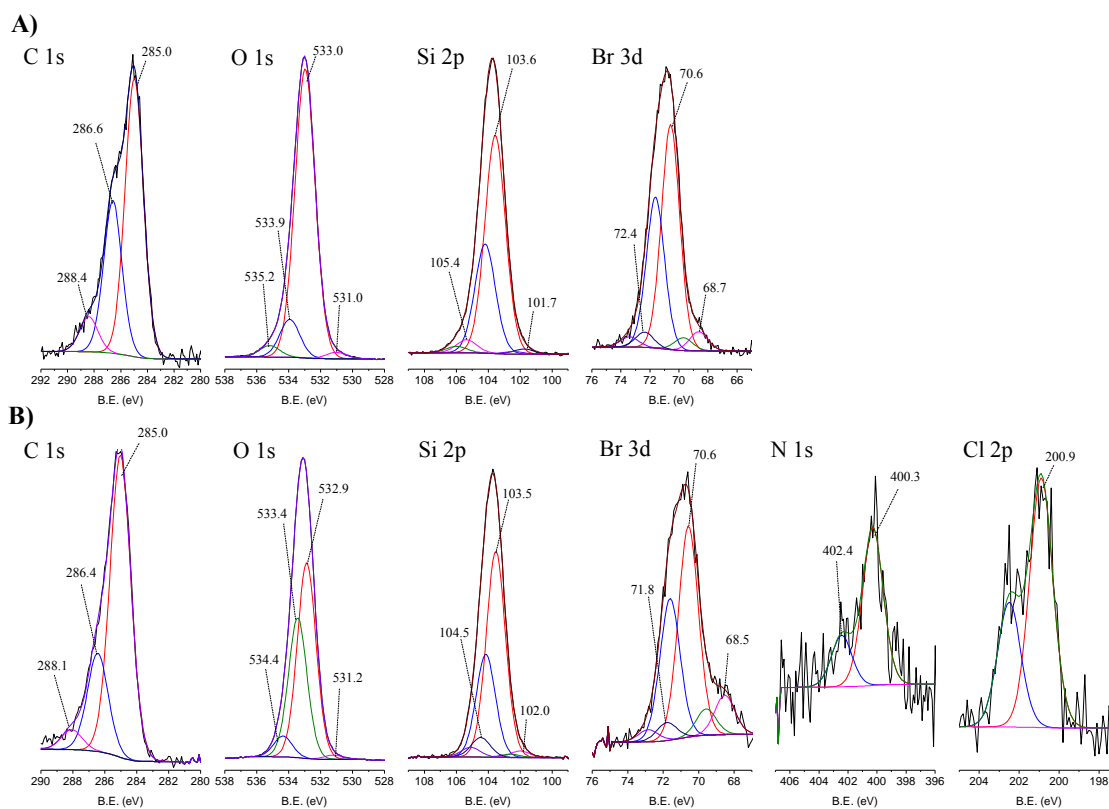 A)
C 1s
285.0
286.6
288.4
292 290 288 286 284 282 280
B.E. (eV)
O 1s
533.0
533.9
535.2
531.0
538 536 534 532 530 528
B.E. (eV)
Si 2p
103.6
105.4
101.7
108 106 104 102 100
B.E. (eV)
Br 3d
70.6
72.4
68.7
76 74 72 70 68 66
B.E. (eV)
B)
C 1s
285.0
286.4
288.1
290 288 286 284 282 280
B.E. (eV)
O 1s
532.9
533.4
534.4
531.2
536 534 532 530 528
B.E. (eV)
Si 2p
103.5
104.5
102.0
108 106 104 102 100
B.E. (eV)
Br 3d
70.6
71.8
68.5
76 74 72 70 68
B.E. (eV)
N 1s
400.3
402.4
406 404 402 400 398 396
B.E. (eV)
Cl 2p
200.9
204 202 200 198
B.E. (eV)